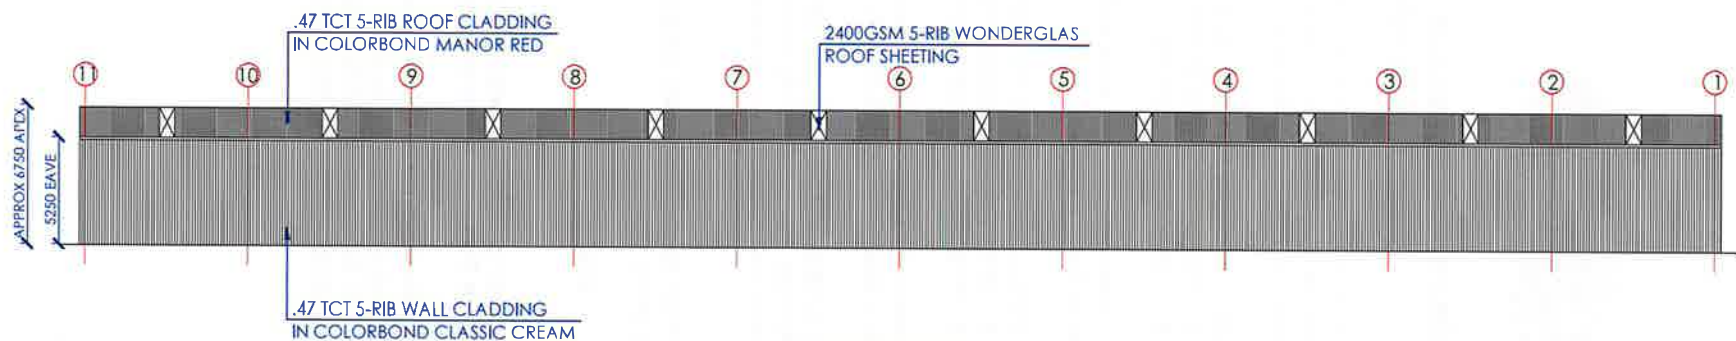 .47 TCT 5-RIB ROOF CLADDING
IN COLORBOND MANOR RED
2400GSM 5-RIB WONDERGLAS
ROOF SHEETING
11 10 9 8 7 6 5 4 3 2 1
APPROX 6750 APEX
5250 EAVE
.47 TCT 5-RIB WALL CLADDING
IN COLORBOND CLASSIC CREAM